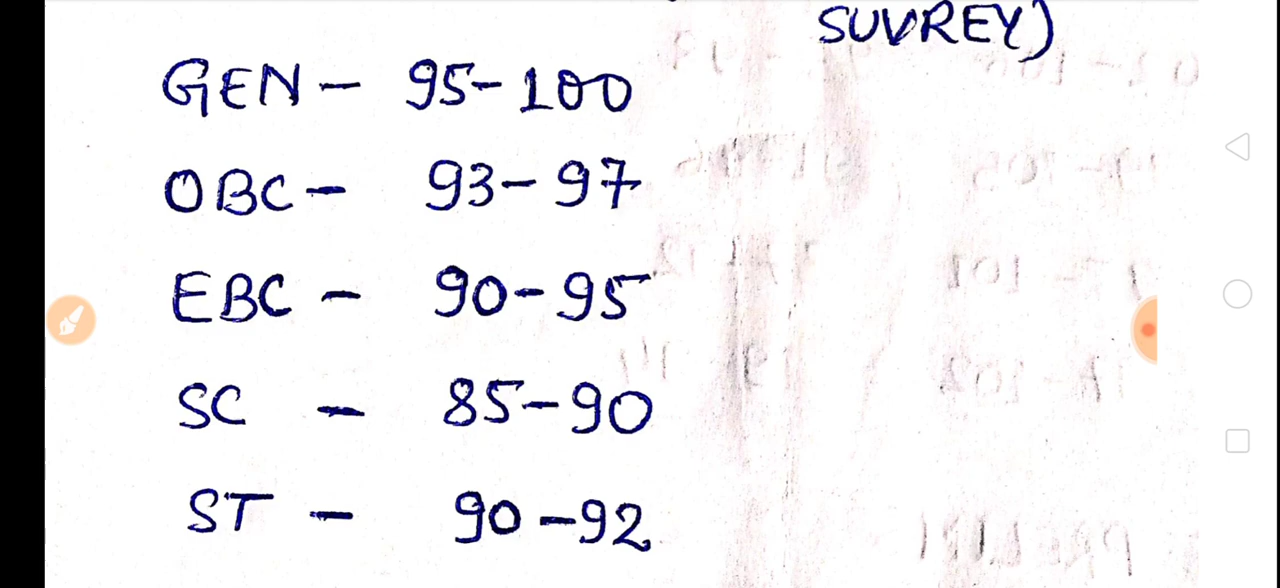 SUVREY)
GEN - 95-100
OBC - 93-97
EBC - 90-95
SC - 85-90
ST - 90-92